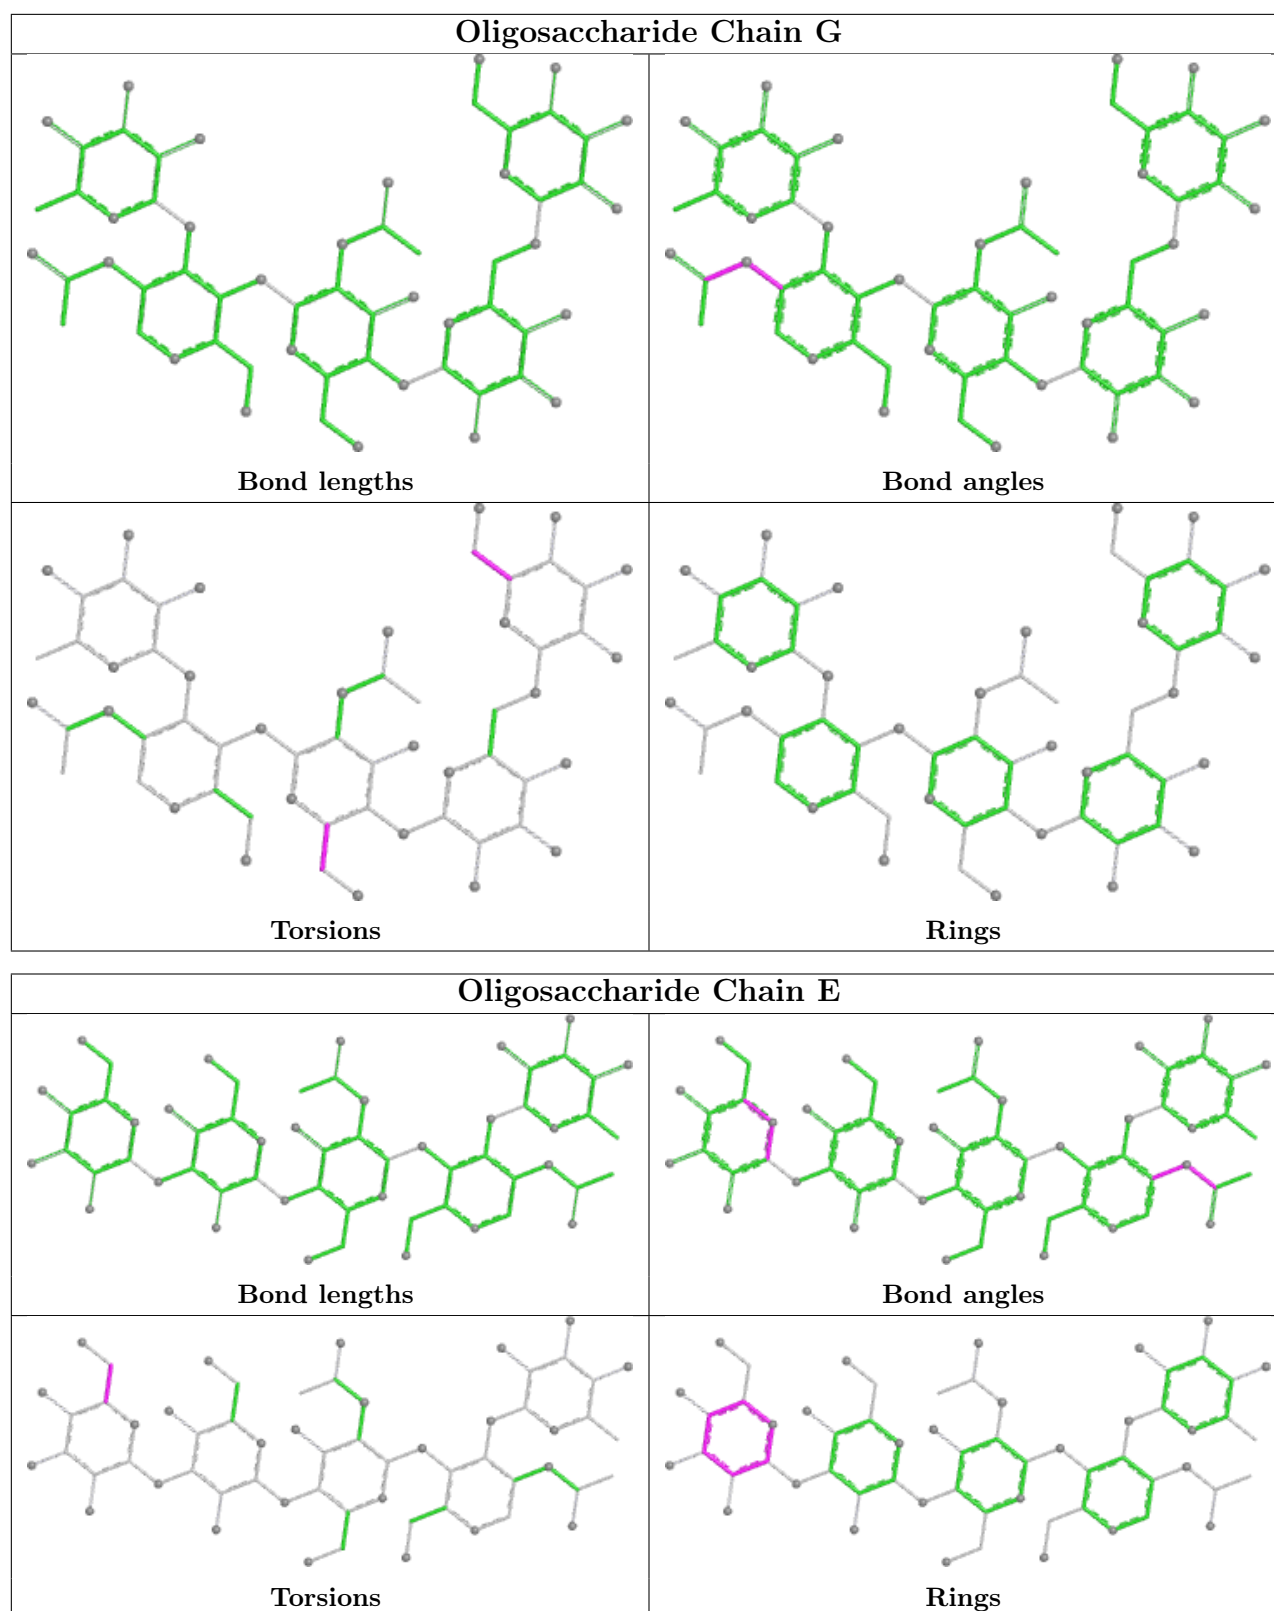 Oligosaccharide Chain G
Bond lengths
Bond angles
Torsions
Rings
Oligosaccharide Chain E
Bond lengths
Bond angles
Torsions
Rings